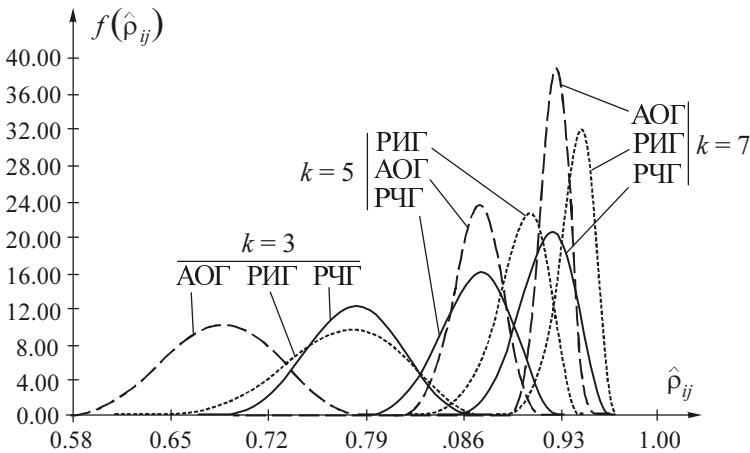 f(ρ̂ij)
40.00
36.00
32.00
28.00
24.00
20.00
16.00
12.00
8.00
4.00
0.00
k = 3
АОГ РИГ РЧГ
k = 5
РИГ
АОГ
РЧГ
АОГ
РИГ
РЧГ
k = 7
ρ̂ij
0.58 0.65 0.72 0.79 .086 0.93 1.00